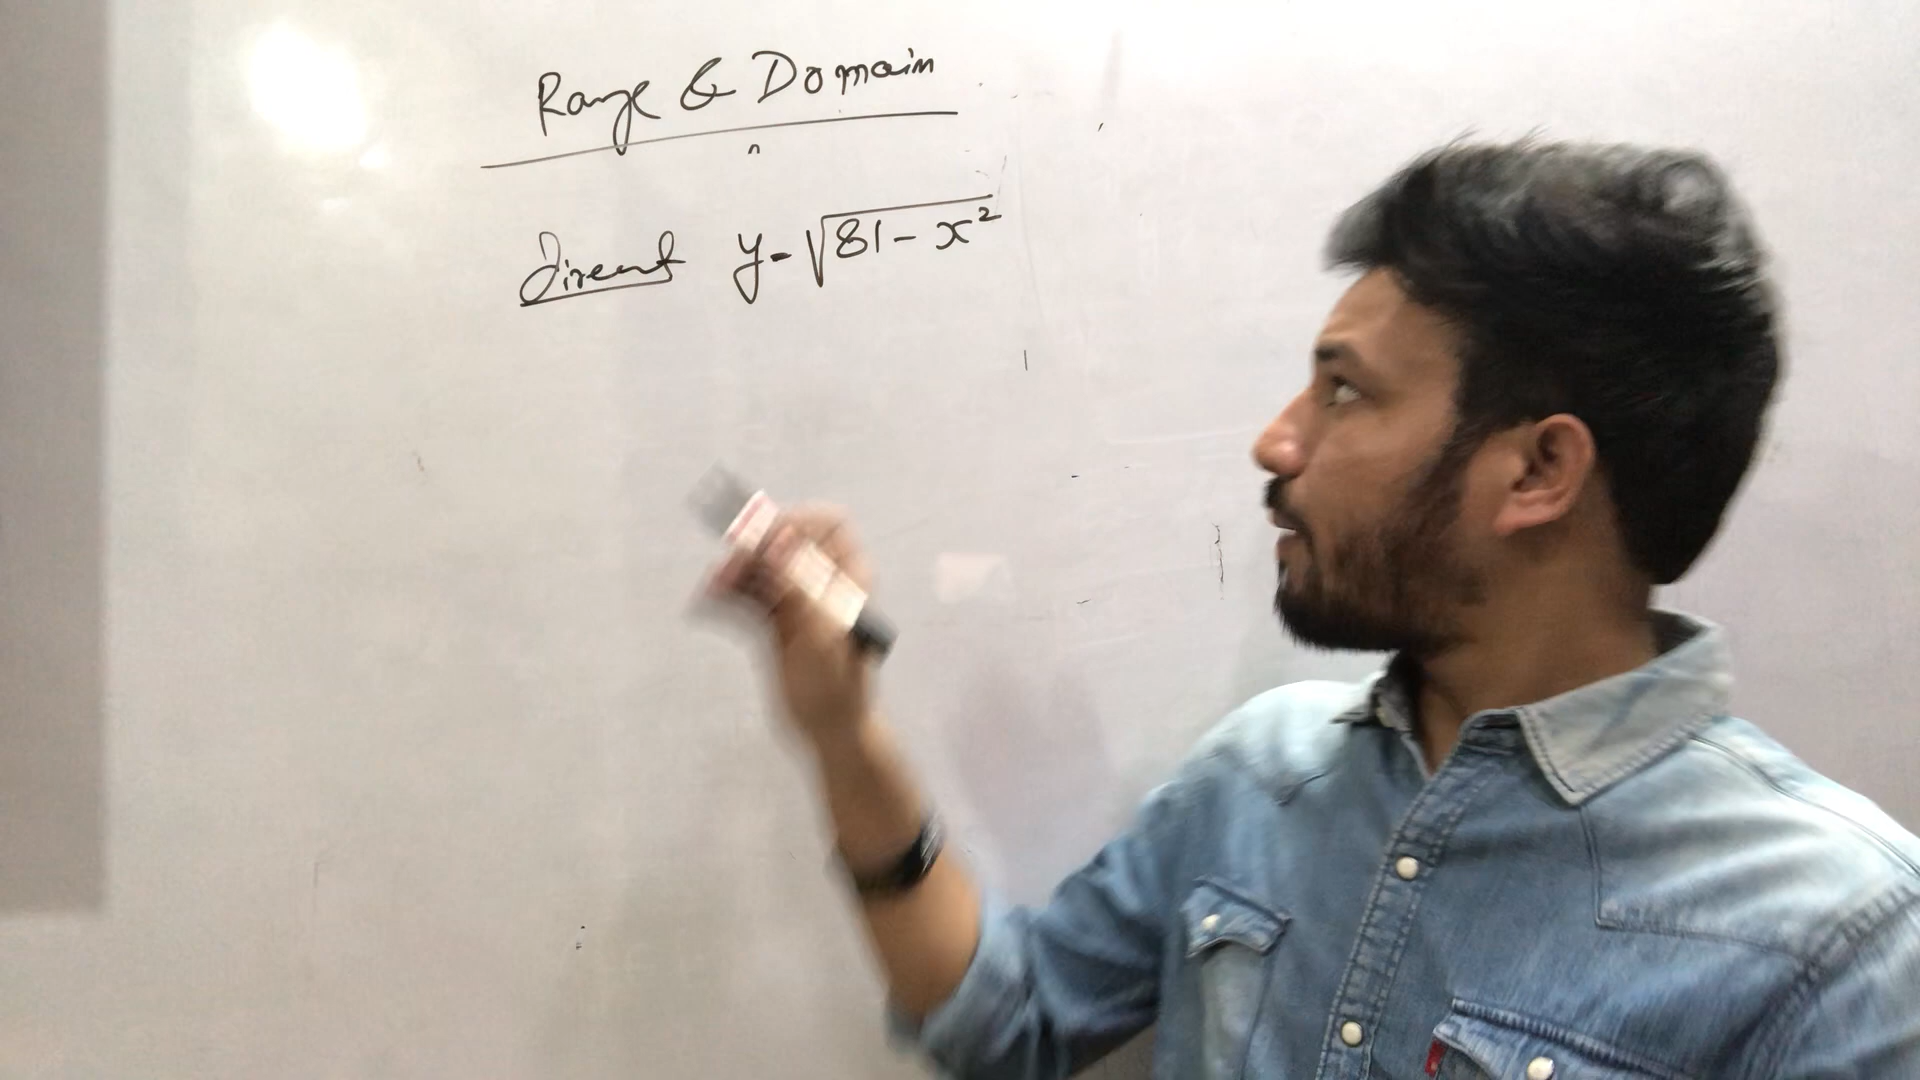 Range & Domain
direct y = √81 - x²